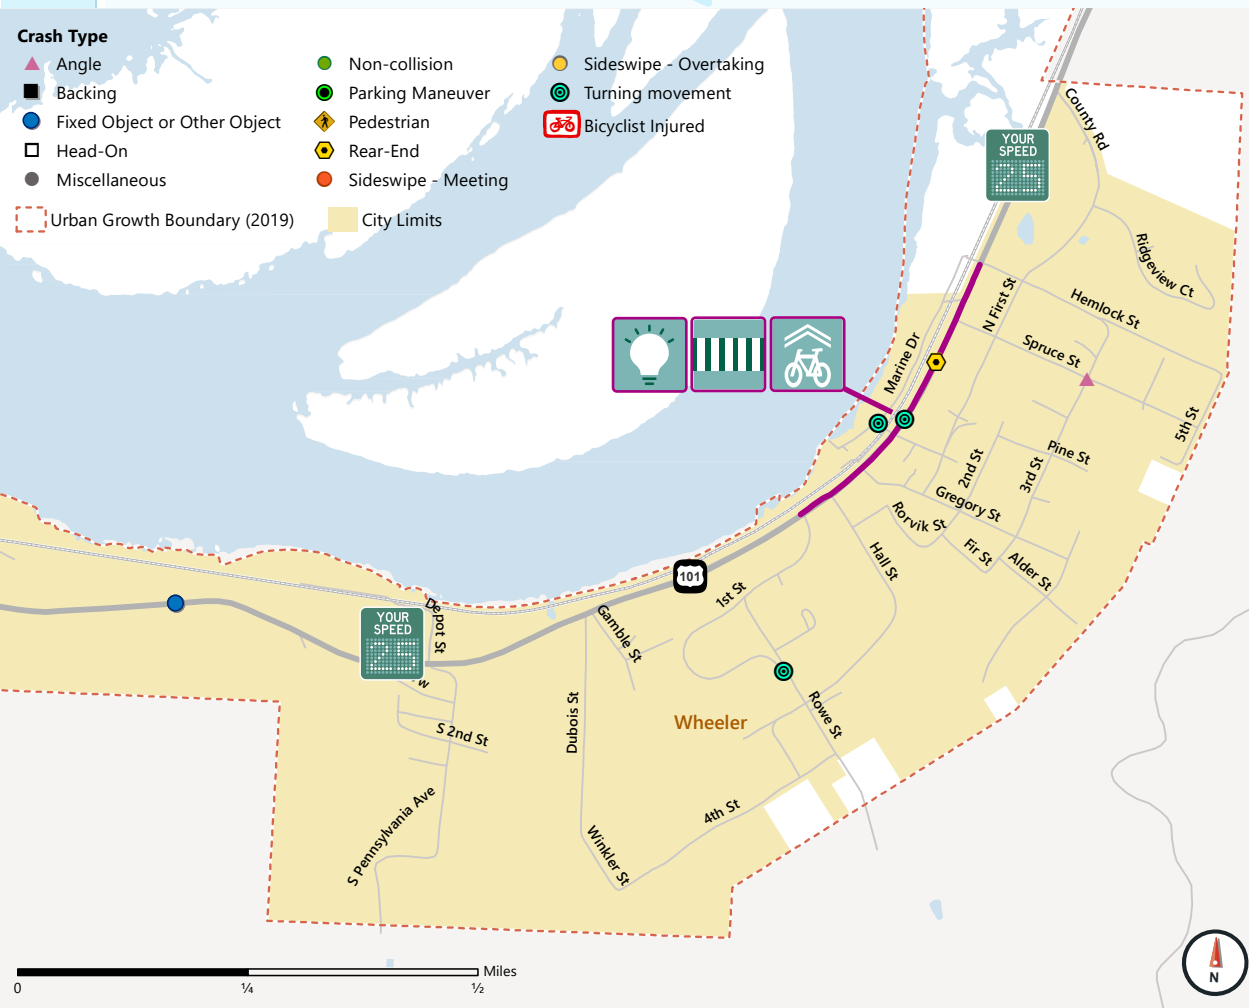 Crash Type
Angle
Backing
Fixed Object or Other Object
Head-On
Miscellaneous
Non-collision
Parking Maneuver
Pedestrian
Rear-End
Sideswipe - Meeting
Sideswipe - Overtaking
Turning movement
Bicyclist Injured
Urban Growth Boundary (2019)
City Limits
County Rd
YOUR
SPEED
25
Ridgeview Ct
N First St
Hemlock St
Marine Dr
Spruce St
5th St
Pine St
2nd St
3rd St
Gregory St
Rorvik St
Fir St
Alder St
Hall St
101
1st St
Depot St
YOUR
SPEED
25
Gamble St
Rowe St
Dubois St
Wheeler
S 2nd St
4th St
S Pennsylvania Ave
Winkler St
Miles
0
¼
½
N